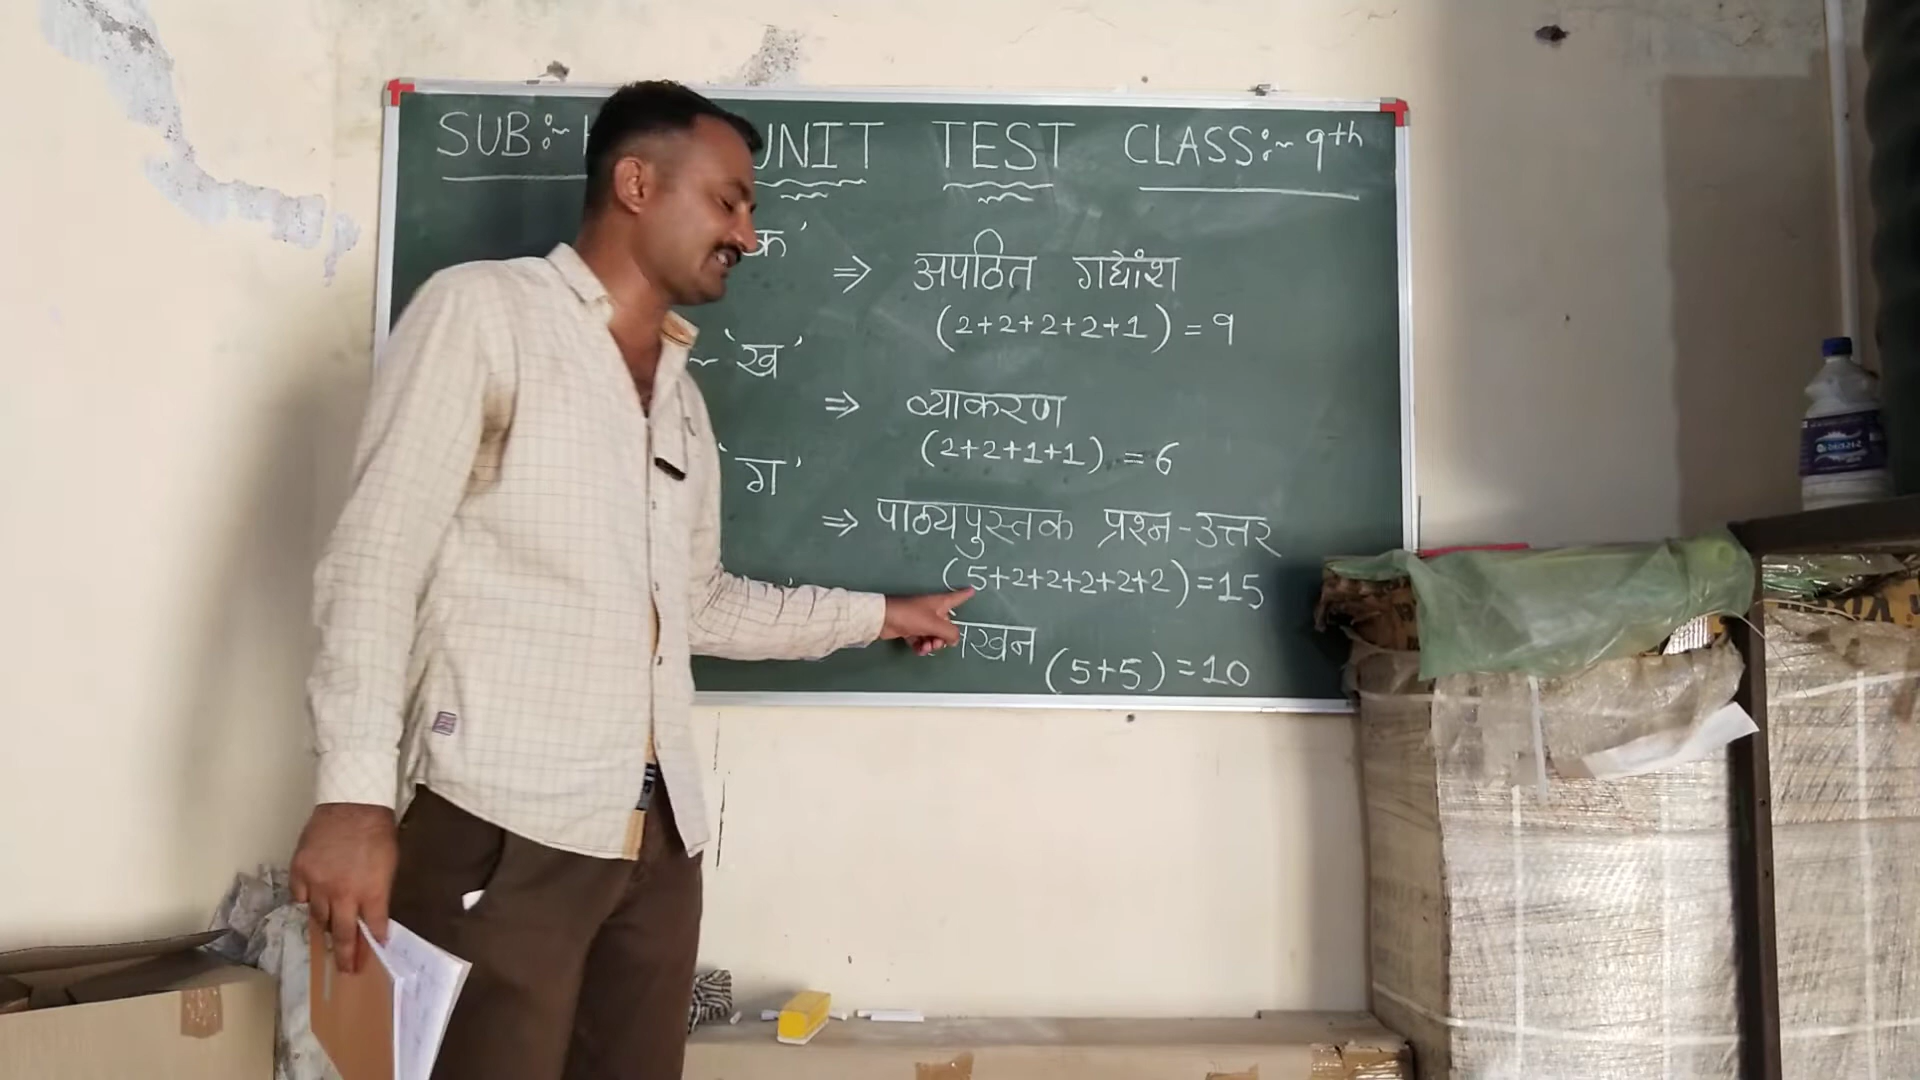 SUB:~ UNIT TEST CLASS:~ 9th
'क'
⇒ अपठित गद्यांश
(2+2+2+2+1) = 9
~ 'ख'
⇒ व्याकरण
(2+2+1+1) = 6
'ग'
⇒ पाठ्यपुस्तक प्रश्न-उत्तर
(5+2+2+2+2+2) = 15
(5+5) = 10